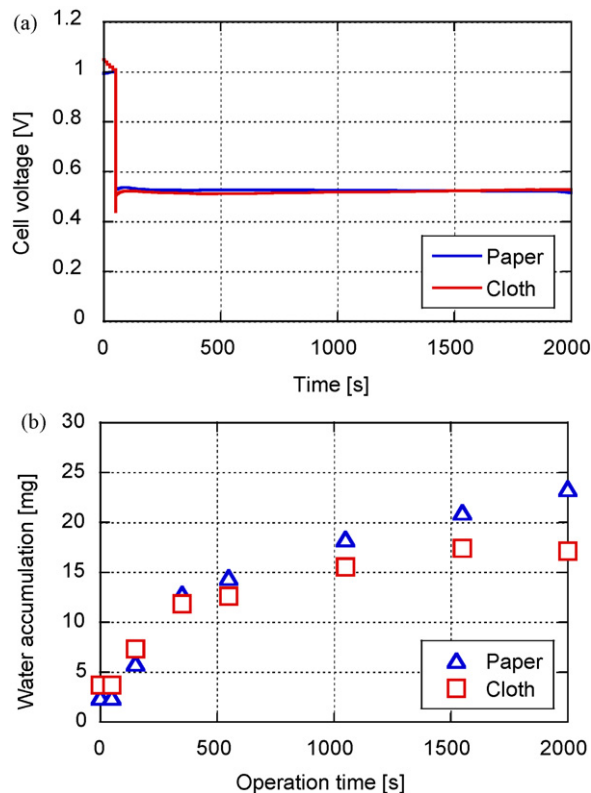 (a)
1.2
1
0.8
0.6
0.4
0.2
0
Cell voltage [V]
Paper
Cloth
0 500 1000 1500 2000
Time [s]
(b)
30
25
20
15
10
5
0
Water accumulation [mg]
Paper
Cloth
0 500 1000 1500 2000
Operation time [s]